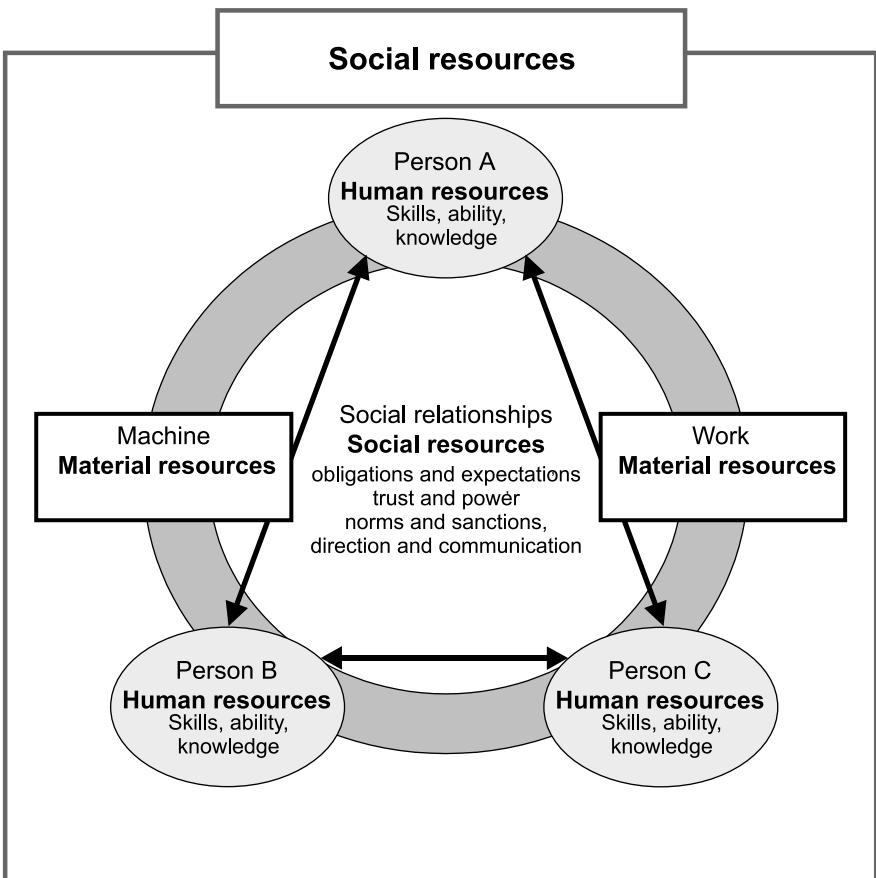 Social resources
Person A
Human resources
Skills, ability,
knowledge
Machine
Material resources
Social relationships
Social resources
obligations and expectations
trust and power
norms and sanctions,
direction and communication
Work
Material resources
Person B
Human resources
Skills, ability,
knowledge
Person C
Human resources
Skills, ability,
knowledge